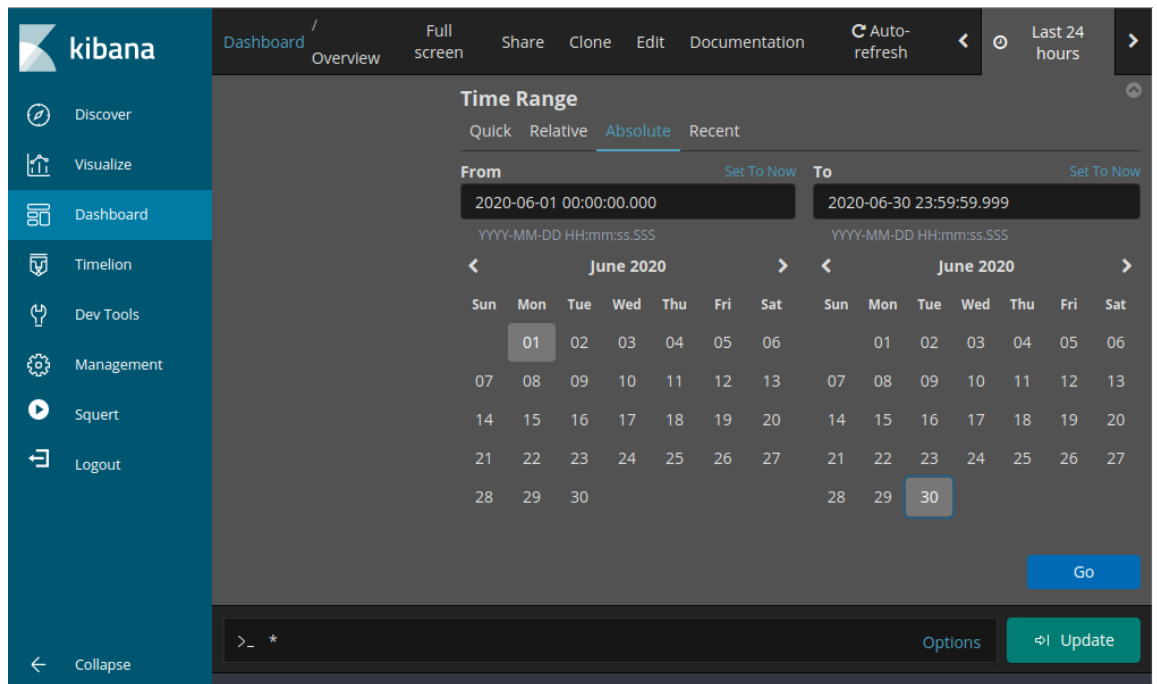 kibana
Discover
Visualize
Dashboard
Timelion
Dev Tools
Management
Squert
Logout
Collapse
Dashboard / Overview
Full screen
Share
Clone
Edit
Documentation
Auto-refresh
Last 24 hours
Time Range
Quick Relative Absolute Recent
From Set To Now
2020-06-01 00:00:00.000
YYYY-MM-DD HH:mm:ss.SSS
June 2020
Sun Mon Tue Wed Thu Fri Sat
01 02 03 04 05 06
07 08 09 10 11 12 13
14 15 16 17 18 19 20
21 22 23 24 25 26 27
28 29 30
To Set To Now
2020-06-30 23:59:59.999
YYYY-MM-DD HH:mm:ss.SSS
June 2020
Sun Mon Tue Wed Thu Fri Sat
01 02 03 04 05 06
07 08 09 10 11 12 13
14 15 16 17 18 19 20
21 22 23 24 25 26 27
28 29 30
Go
>_ *
Options
Update